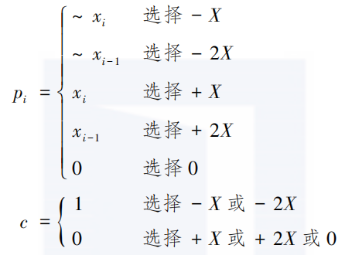 ~ x_i 选择 - X
~ x_{i-1} 选择 - 2X
p_i = { x_i 选择 + X
x_{i-1} 选择 + 2X
0 选择 0
c = { 1 选择 - X 或 - 2X
0 选择 + X 或 + 2X 或 0